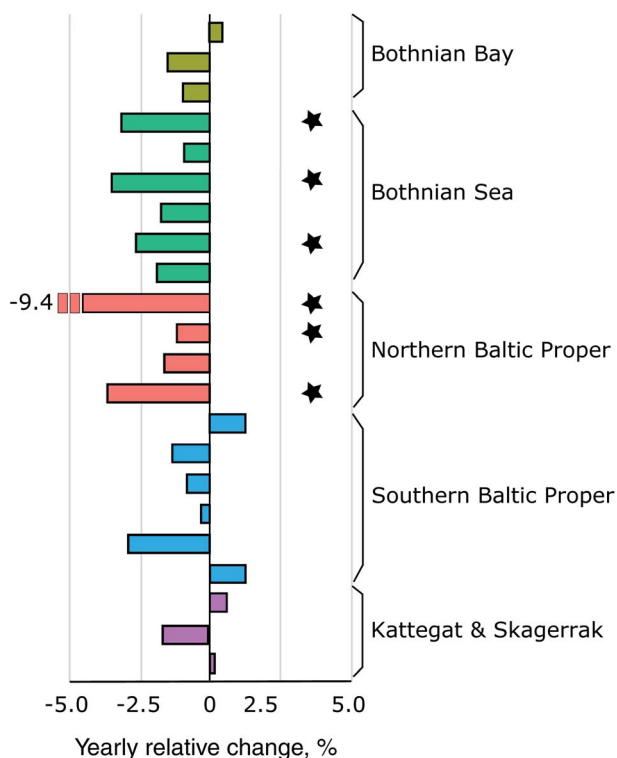 Bothnian Bay
Bothnian Sea
-9.4
Northern Baltic Proper
Southern Baltic Proper
Kattegat & Skagerrak
-5.0 -2.5 0 2.5 5.0
Yearly relative change, %